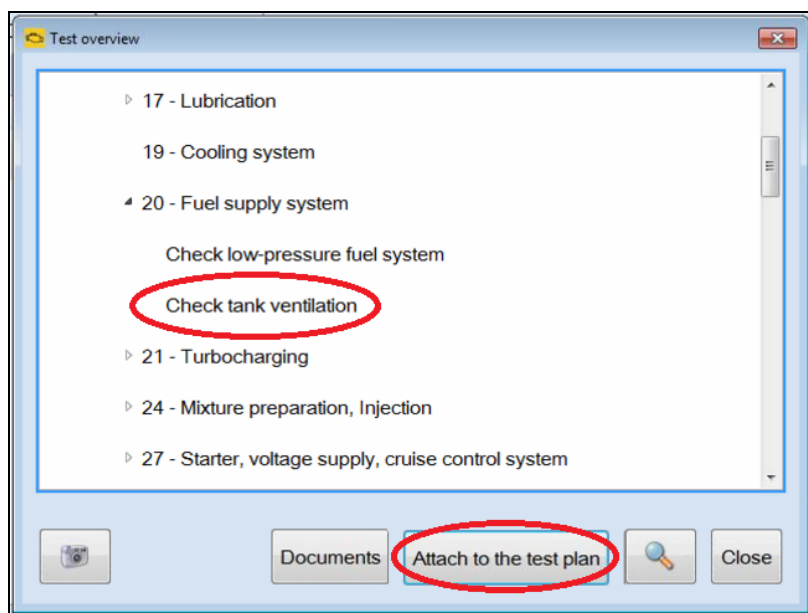 Test overview
17 - Lubrication
19 - Cooling system
20 - Fuel supply system
Check low-pressure fuel system
Check tank ventilation
21 - Turbocharging
24 - Mixture preparation, Injection
27 - Starter, voltage supply, cruise control system
Documents
Attach to the test plan
Close